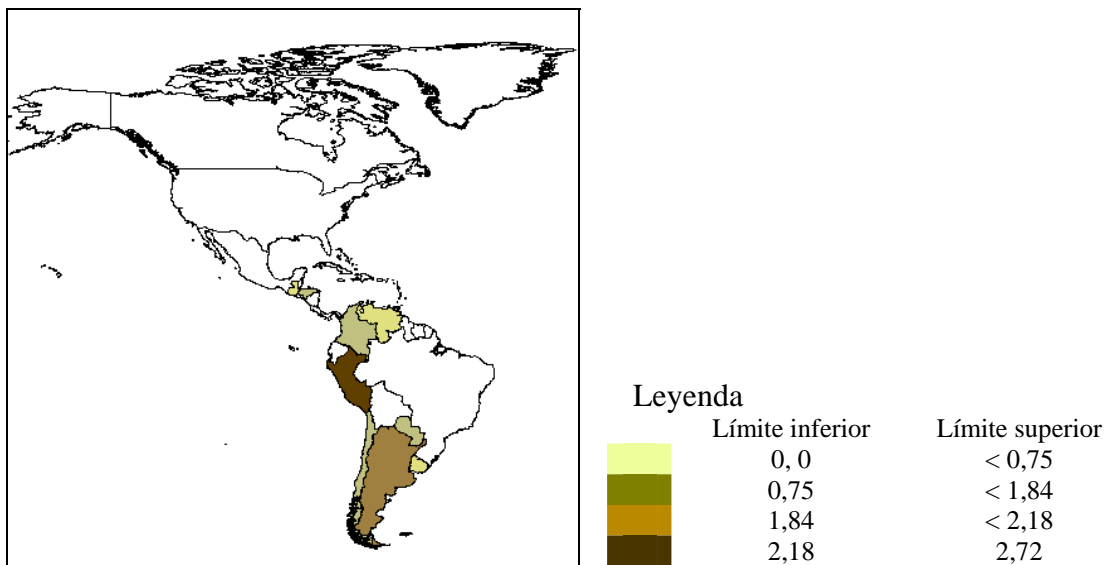 Leyenda
Límite inferior Límite superior
0, 0 < 0,75
0,75 < 1,84
1,84 < 2,18
2,18 2,72